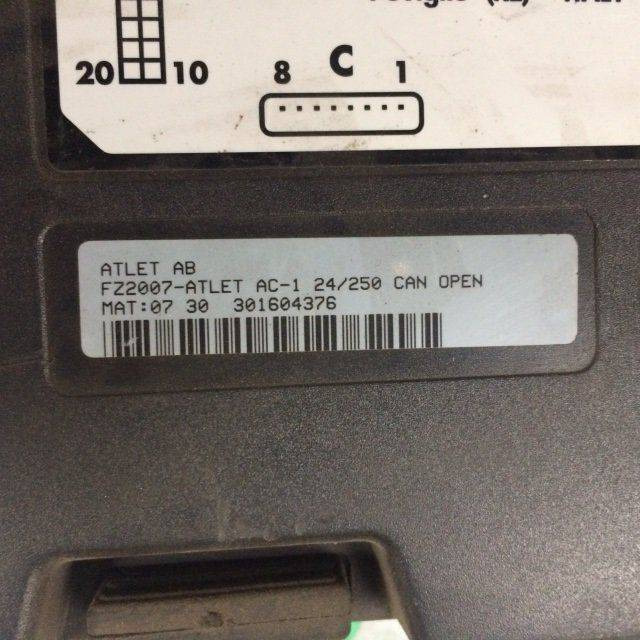 20 10 8 C 1
ATLET AB
FZ2007-ATLET AC-1 24/250 CAN OPEN
MAT:07 30 301604376